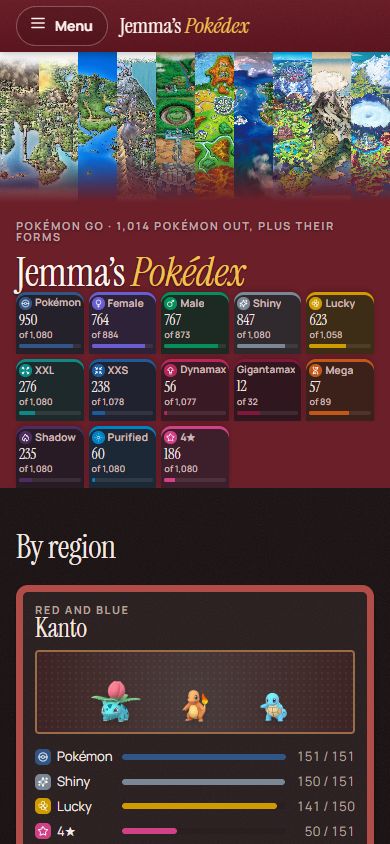 Menu
Jemma's Pokédex
POKÉMON GO · 1,014 POKÉMON OUT, PLUS THEIR
FORMS
Jemma's Pokédex
Pokémon
950
of 1,080
Female
764
of 884
Male
767
of 873
Shiny
847
of 1,080
Lucky
623
of 1,058
XXL
276
of 1,080
XXS
238
of 1,078
Dynamax
56
of 1,077
Gigantamax
12
of 32
Mega
57
of 89
Shadow
235
of 1,080
Purified
60
of 1,080
4★
186
of 1,080
By region
RED AND BLUE
Kanto
Pokémon 151 / 151
Shiny 150 / 151
Lucky 141 / 150
4★ 50 / 151